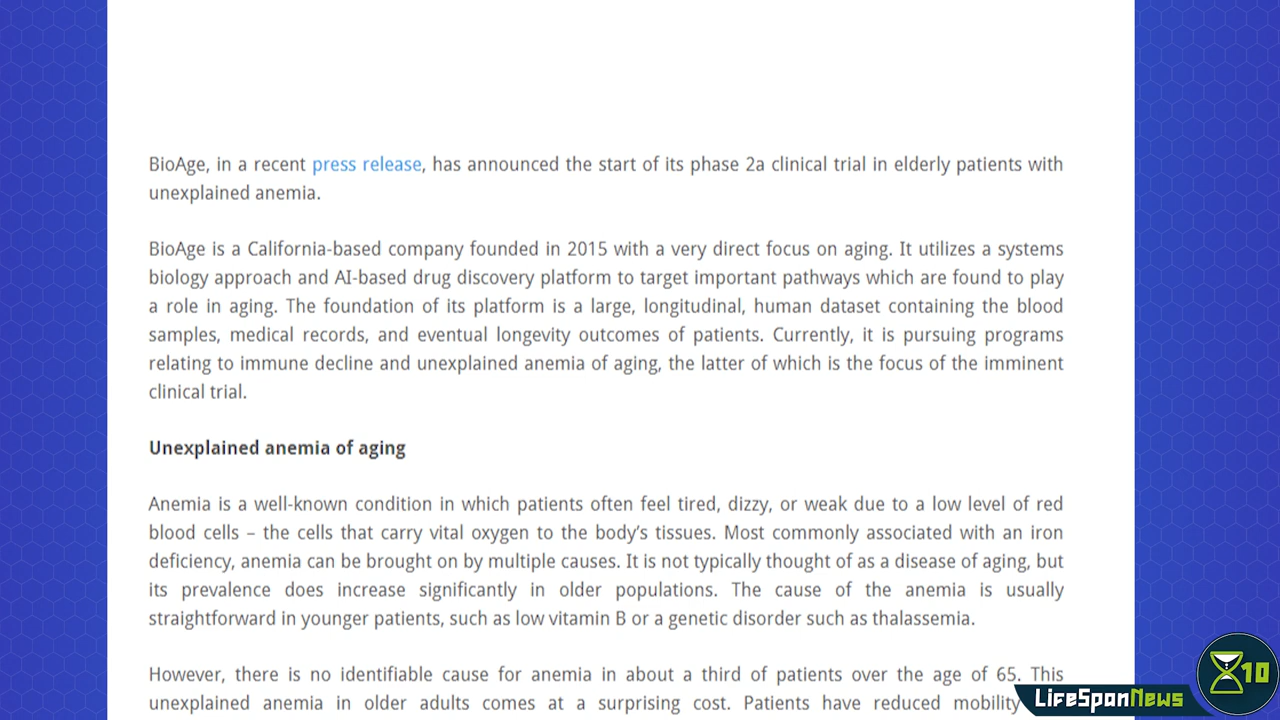 BioAge, in a recent press release, has announced the start of its phase 2a clinical trial in elderly patients with
unexplained anemia.
BioAge is a California-based company founded in 2015 with a very direct focus on aging. It utilizes a systems
biology approach and AI-based drug discovery platform to target important pathways which are found to play
a role in aging. The foundation of its platform is a large, longitudinal, human dataset containing the blood
samples, medical records, and eventual longevity outcomes of patients. Currently, it is pursuing programs
relating to immune decline and unexplained anemia of aging, the latter of which is the focus of the imminent
clinical trial.
Unexplained anemia of aging
Anemia is a well-known condition in which patients often feel tired, dizzy, or weak due to a low level of red
blood cells – the cells that carry vital oxygen to the body’s tissues. Most commonly associated with an iron
deficiency, anemia can be brought on by multiple causes. It is not typically thought of as a disease of aging, but
its prevalence does increase significantly in older populations. The cause of the anemia is usually
straightforward in younger patients, such as low vitamin B or a genetic disorder such as thalassemia.
However, there is no identifiable cause for anemia in about a third of patients over the age of 65. This
unexplained anemia in older adults comes at a surprising cost. Patients have reduced mobility
LifeSpanNews
10